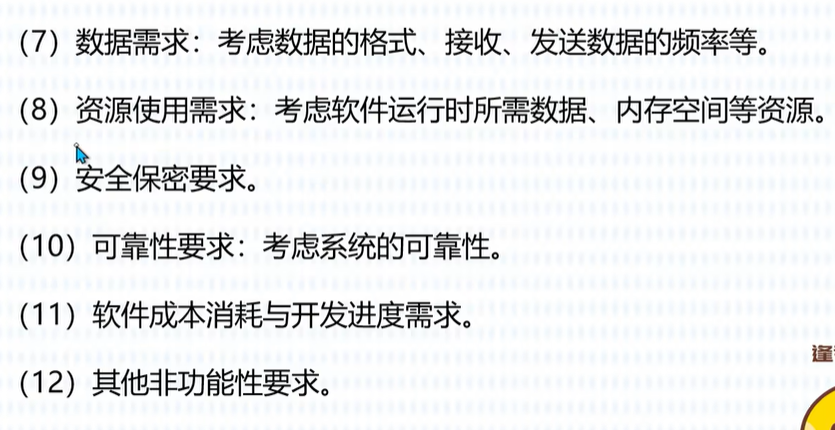 (7) 数据需求：考虑数据的格式、接收、发送数据的频率等。
(8) 资源使用需求：考虑软件运行时所需数据、内存空间等资源。
(9) 安全保密要求。
(10) 可靠性要求：考虑系统的可靠性。
(11) 软件成本消耗与开发进度需求。
(12) 其他非功能性要求。